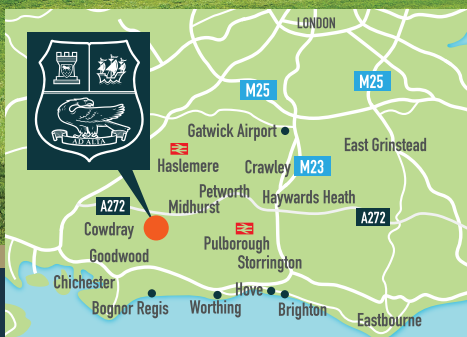 LONDON
M25
M25
Gatwick Airport
East Grinstead
Haslemere
Crawley
M23
AD ALTA
Petworth
Haywards Heath
Midhurst
A272
A272
Cowdray
Pulborough
Goodwood
Storrington
Chichester
Hove
Bognor Regis
Worthing
Brighton
Eastbourne